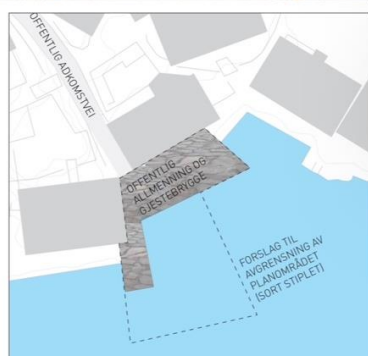 OFFENTLIG ADKOMSTVEI
OFFENTLIG
ALLMENNING OG
GJESTEBRYGGE
FORSLAG TIL
AVGRENSNING AV
PLANOMRÅDET
(SORT STIPLET)